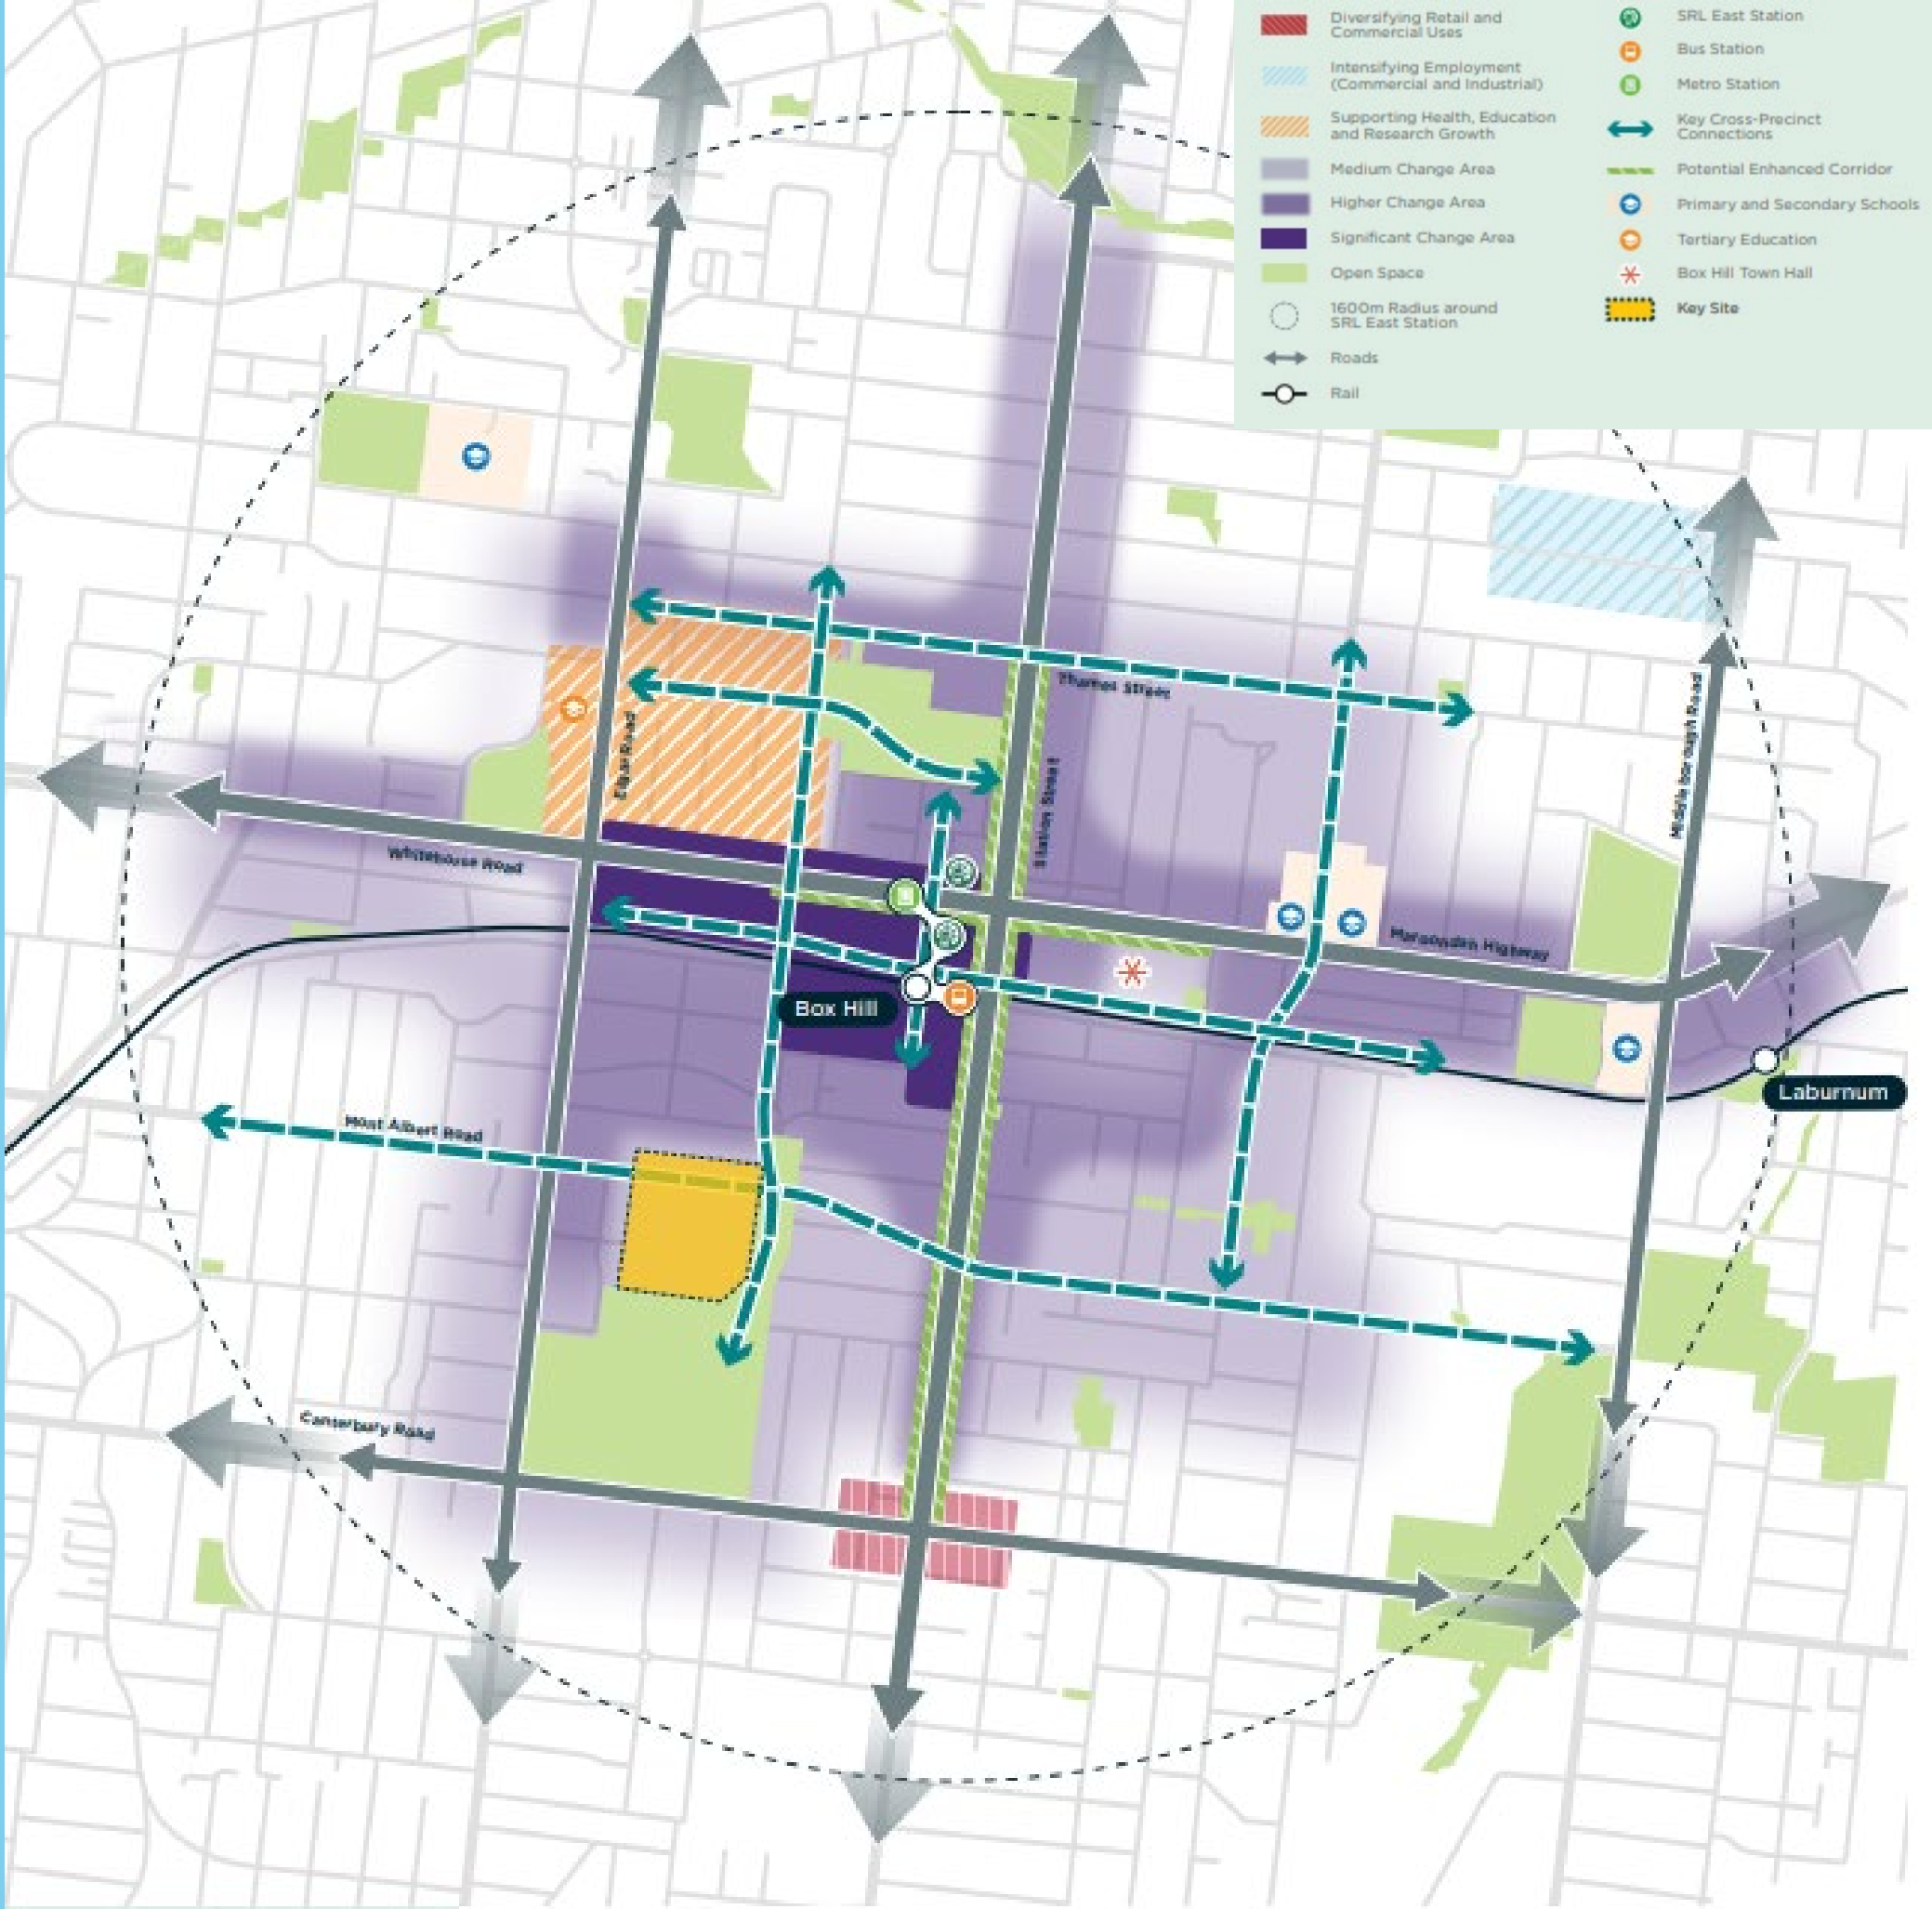 Diversifying Retail and
Commercial Uses
Intensifying Employment
(Commercial and Industrial)
Supporting Health, Education
and Research Growth
Medium Change Area
Higher Change Area
Significant Change Area
Open Space
1600m Radius around
SRL East Station
Roads
Rail
SRL East Station
Bus Station
Metro Station
Key Cross-Precinct
Connections
Potential Enhanced Corridor
Primary and Secondary Schools
Tertiary Education
Box Hill Town Hall
Key Site
Thames Street
Elgar Road
Station Street
Middleborough Road
Whitehorse Road
Maroondah Highway
Box Hill
Laburnum
Mont Albert Road
Canterbury Road